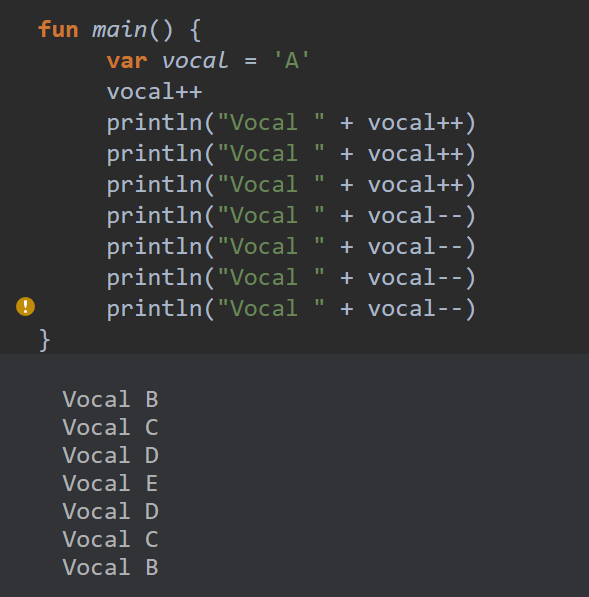 fun main() {
var vocal = 'A'
vocal++
println("Vocal " + vocal++)
println("Vocal " + vocal++)
println("Vocal " + vocal++)
println("Vocal " + vocal--)
println("Vocal " + vocal--)
println("Vocal " + vocal--)
println("Vocal " + vocal--)
}
Vocal B
Vocal C
Vocal D
Vocal E
Vocal D
Vocal C
Vocal B